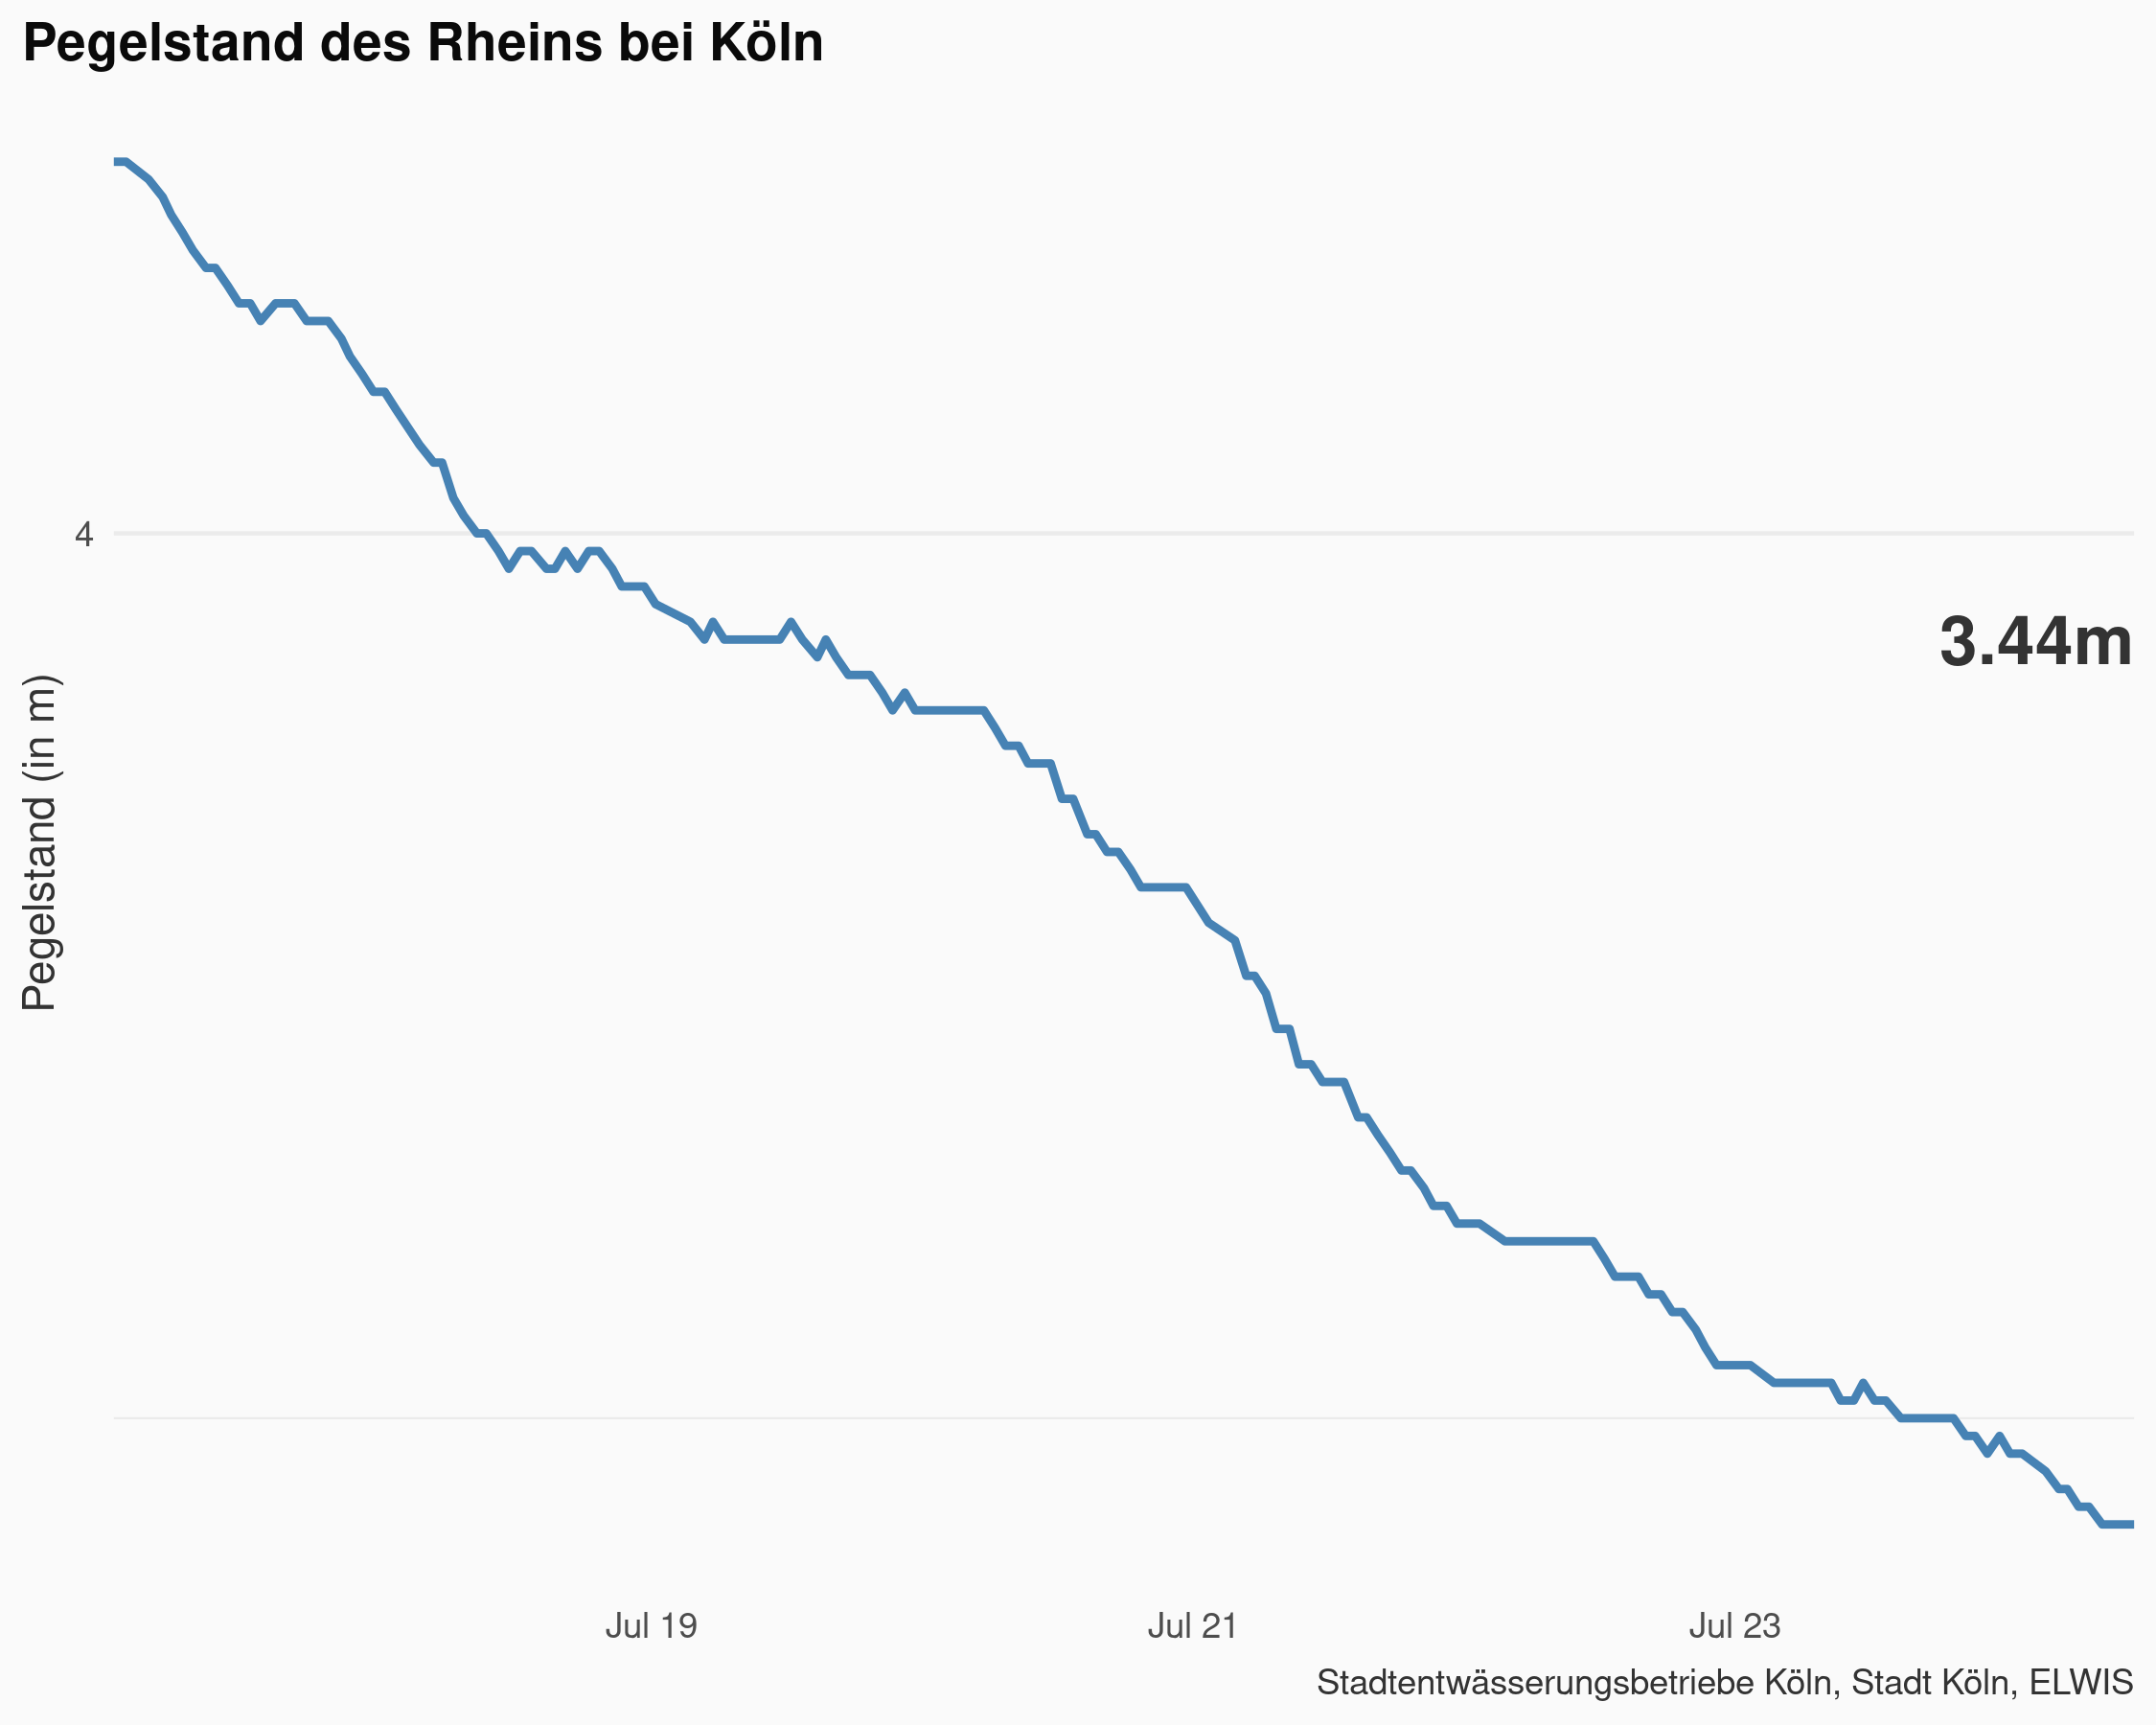 Pegelstand des Rheins bei Köln
4
3.44m
Pegelstand (in m)
Jul 19
Jul 21
Jul 23
Stadtentwässerungsbetriebe Köln, Stadt Köln, ELWIS